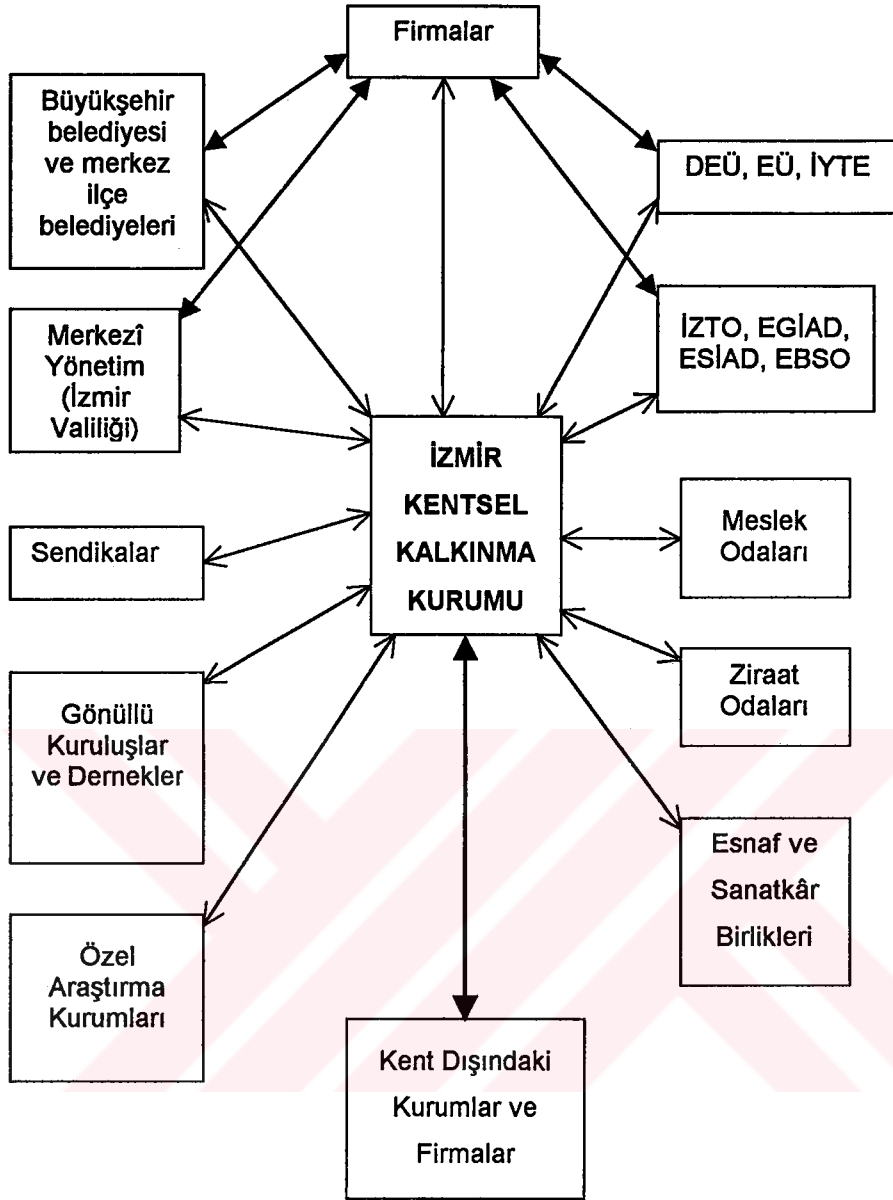 Firmalar
Büyükşehir
belediyesi
ve merkez
ilçe
belediyeleri
DEÜ, EÜ, İYTE
Merkezî
Yönetim
(İzmir
Valiliği)
İZTO, EGİAD,
ESİAD, EBSO
İZMİR
KENTSEL
KALKINMA
KURUMU
Sendikalar
Meslek
Odaları
Gönüllü
Kuruluşlar
ve Dernekler
Ziraat
Odaları
Özel
Araştırma
Kurumları
Esnaf ve
Sanatkâr
Birlikleri
Kent Dışındaki
Kurumlar ve
Firmalar